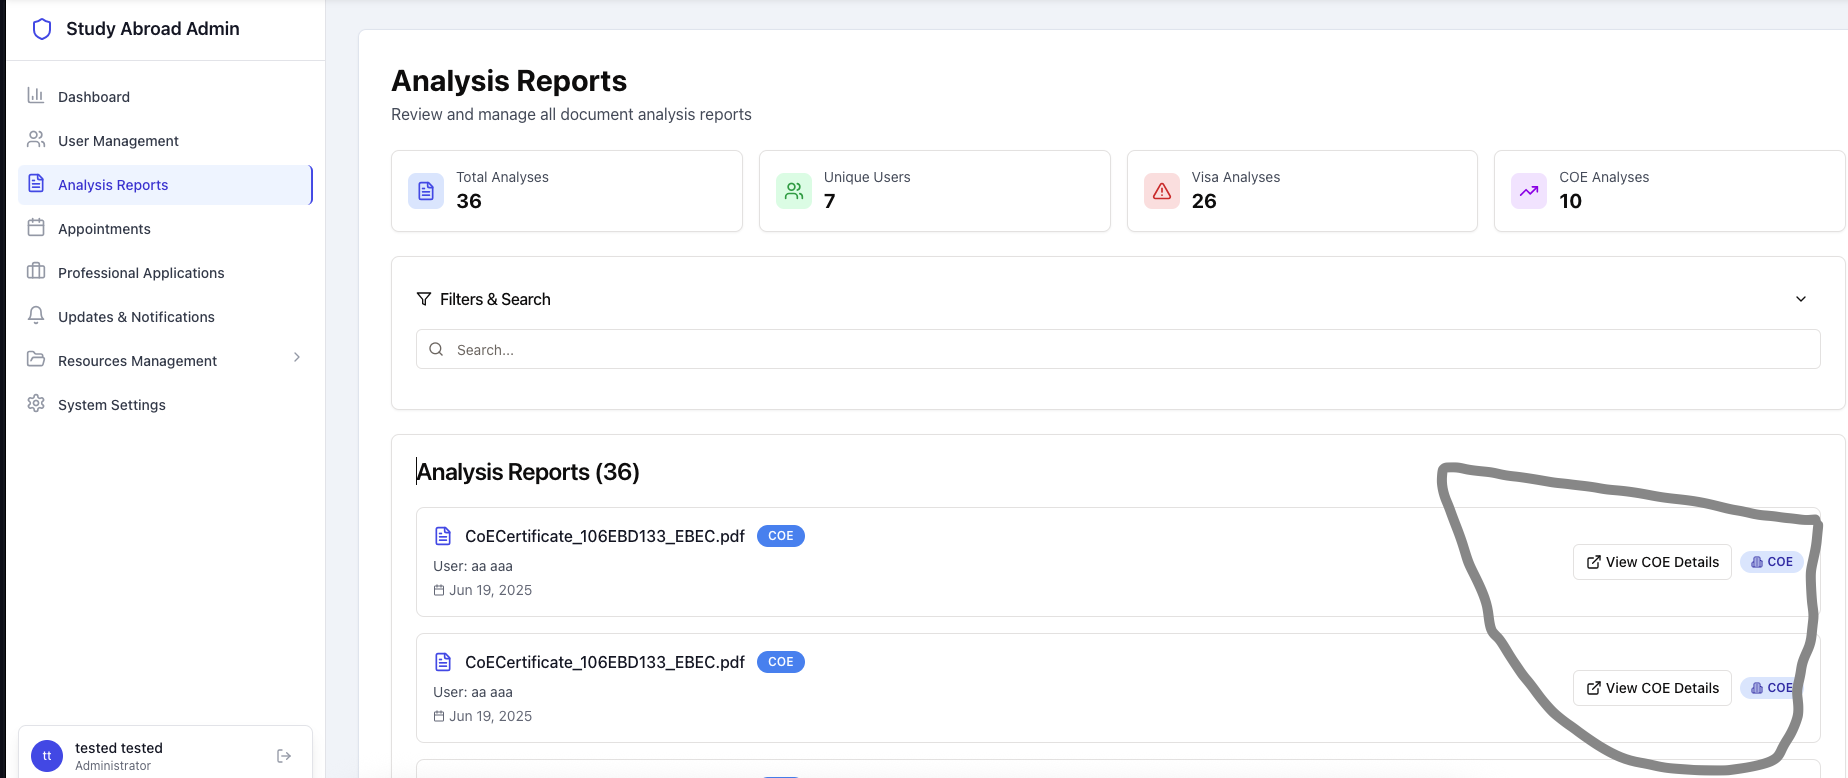 Study Abroad Admin
Dashboard
User Management
Analysis Reports
Appointments
Professional Applications
Updates & Notifications
Resources Management
System Settings
tt
tested tested
Administrator
Analysis Reports
Review and manage all document analysis reports
Total Analyses
36
Unique Users
7
Visa Analyses
26
COE Analyses
10
Filters & Search
Search...
Analysis Reports (36)
CoECertificate_106EBD133_EBEC.pdf COE
User: aa aaa
Jun 19, 2025
View COE Details COE
CoECertificate_106EBD133_EBEC.pdf COE
User: aa aaa
Jun 19, 2025
View COE Details COE